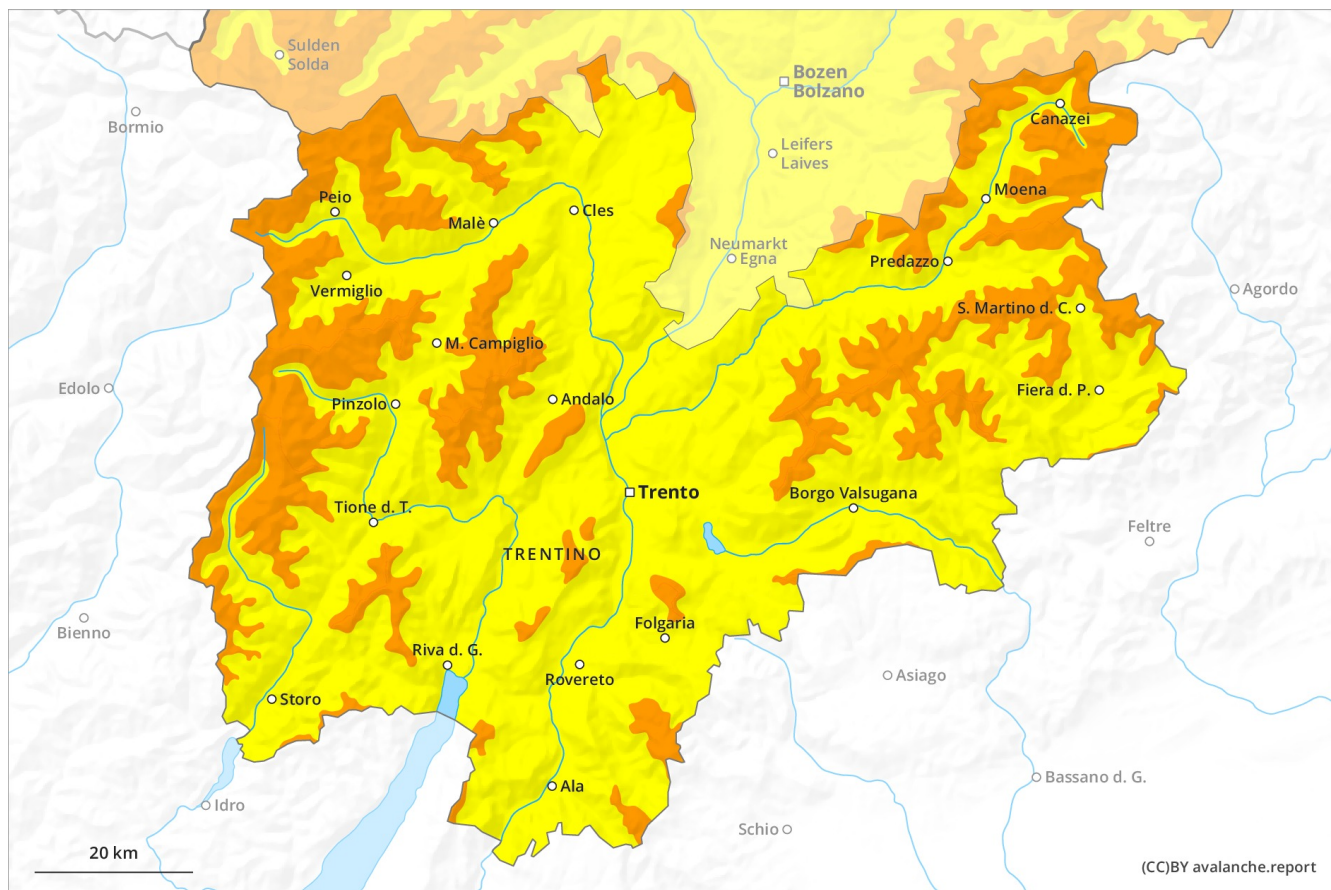 Sulden
Solda
Bozen
Bolzano
Bormio
Canazei
Leifers
Laives
Peio
Moena
Malè
Cles
Neumarkt
Egna
Predazzo
Vermiglio
Agordo
S. Martino d. C.
M. Campiglio
Edolo
Pinzolo
Andalo
Fiera d. P.
Trento
Borgo Valsugana
Tione d. T.
Feltre
TRENTINO
Bienno
Folgaria
Riva d. G.
Rovereto
Asiago
Storo
Bassano d. G.
Ala
Idro
Schio
20 km
(CC)BY avalanche.report